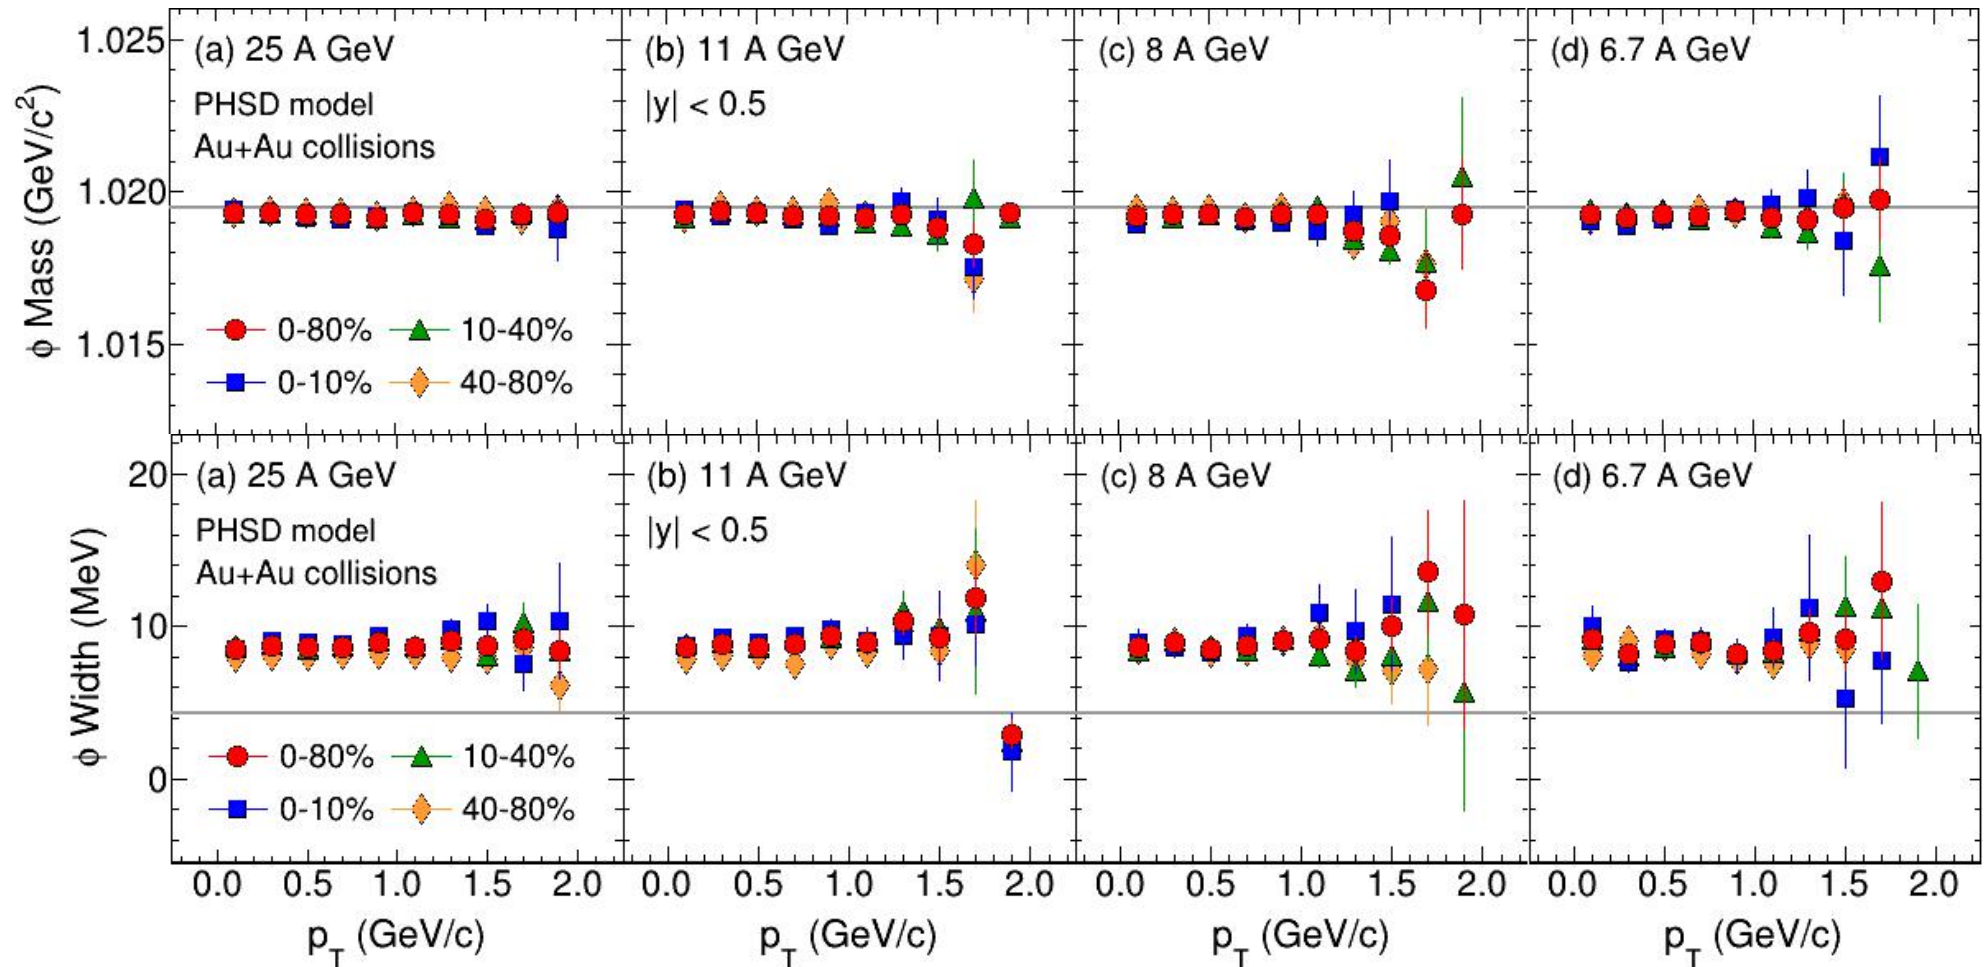 (a) 25 A GeV
PHSD model
Au+Au collisions
(b) 11 A GeV
|y| < 0.5
(c) 8 A GeV
(d) 6.7 A GeV
1.025
1.020
1.015
ϕ Mass (GeV/c²)
0-80% 10-40%
0-10% 40-80%
(a) 25 A GeV
PHSD model
Au+Au collisions
(b) 11 A GeV
|y| < 0.5
(c) 8 A GeV
(d) 6.7 A GeV
20
10
0
ϕ Width (MeV)
0-80% 10-40%
0-10% 40-80%
0.0 0.5 1.0 1.5 2.0 0.0 0.5 1.0 1.5 2.0 0.0 0.5 1.0 1.5 2.0 0.0 0.5 1.0 1.5 2.0
p_T (GeV/c) p_T (GeV/c) p_T (GeV/c) p_T (GeV/c)